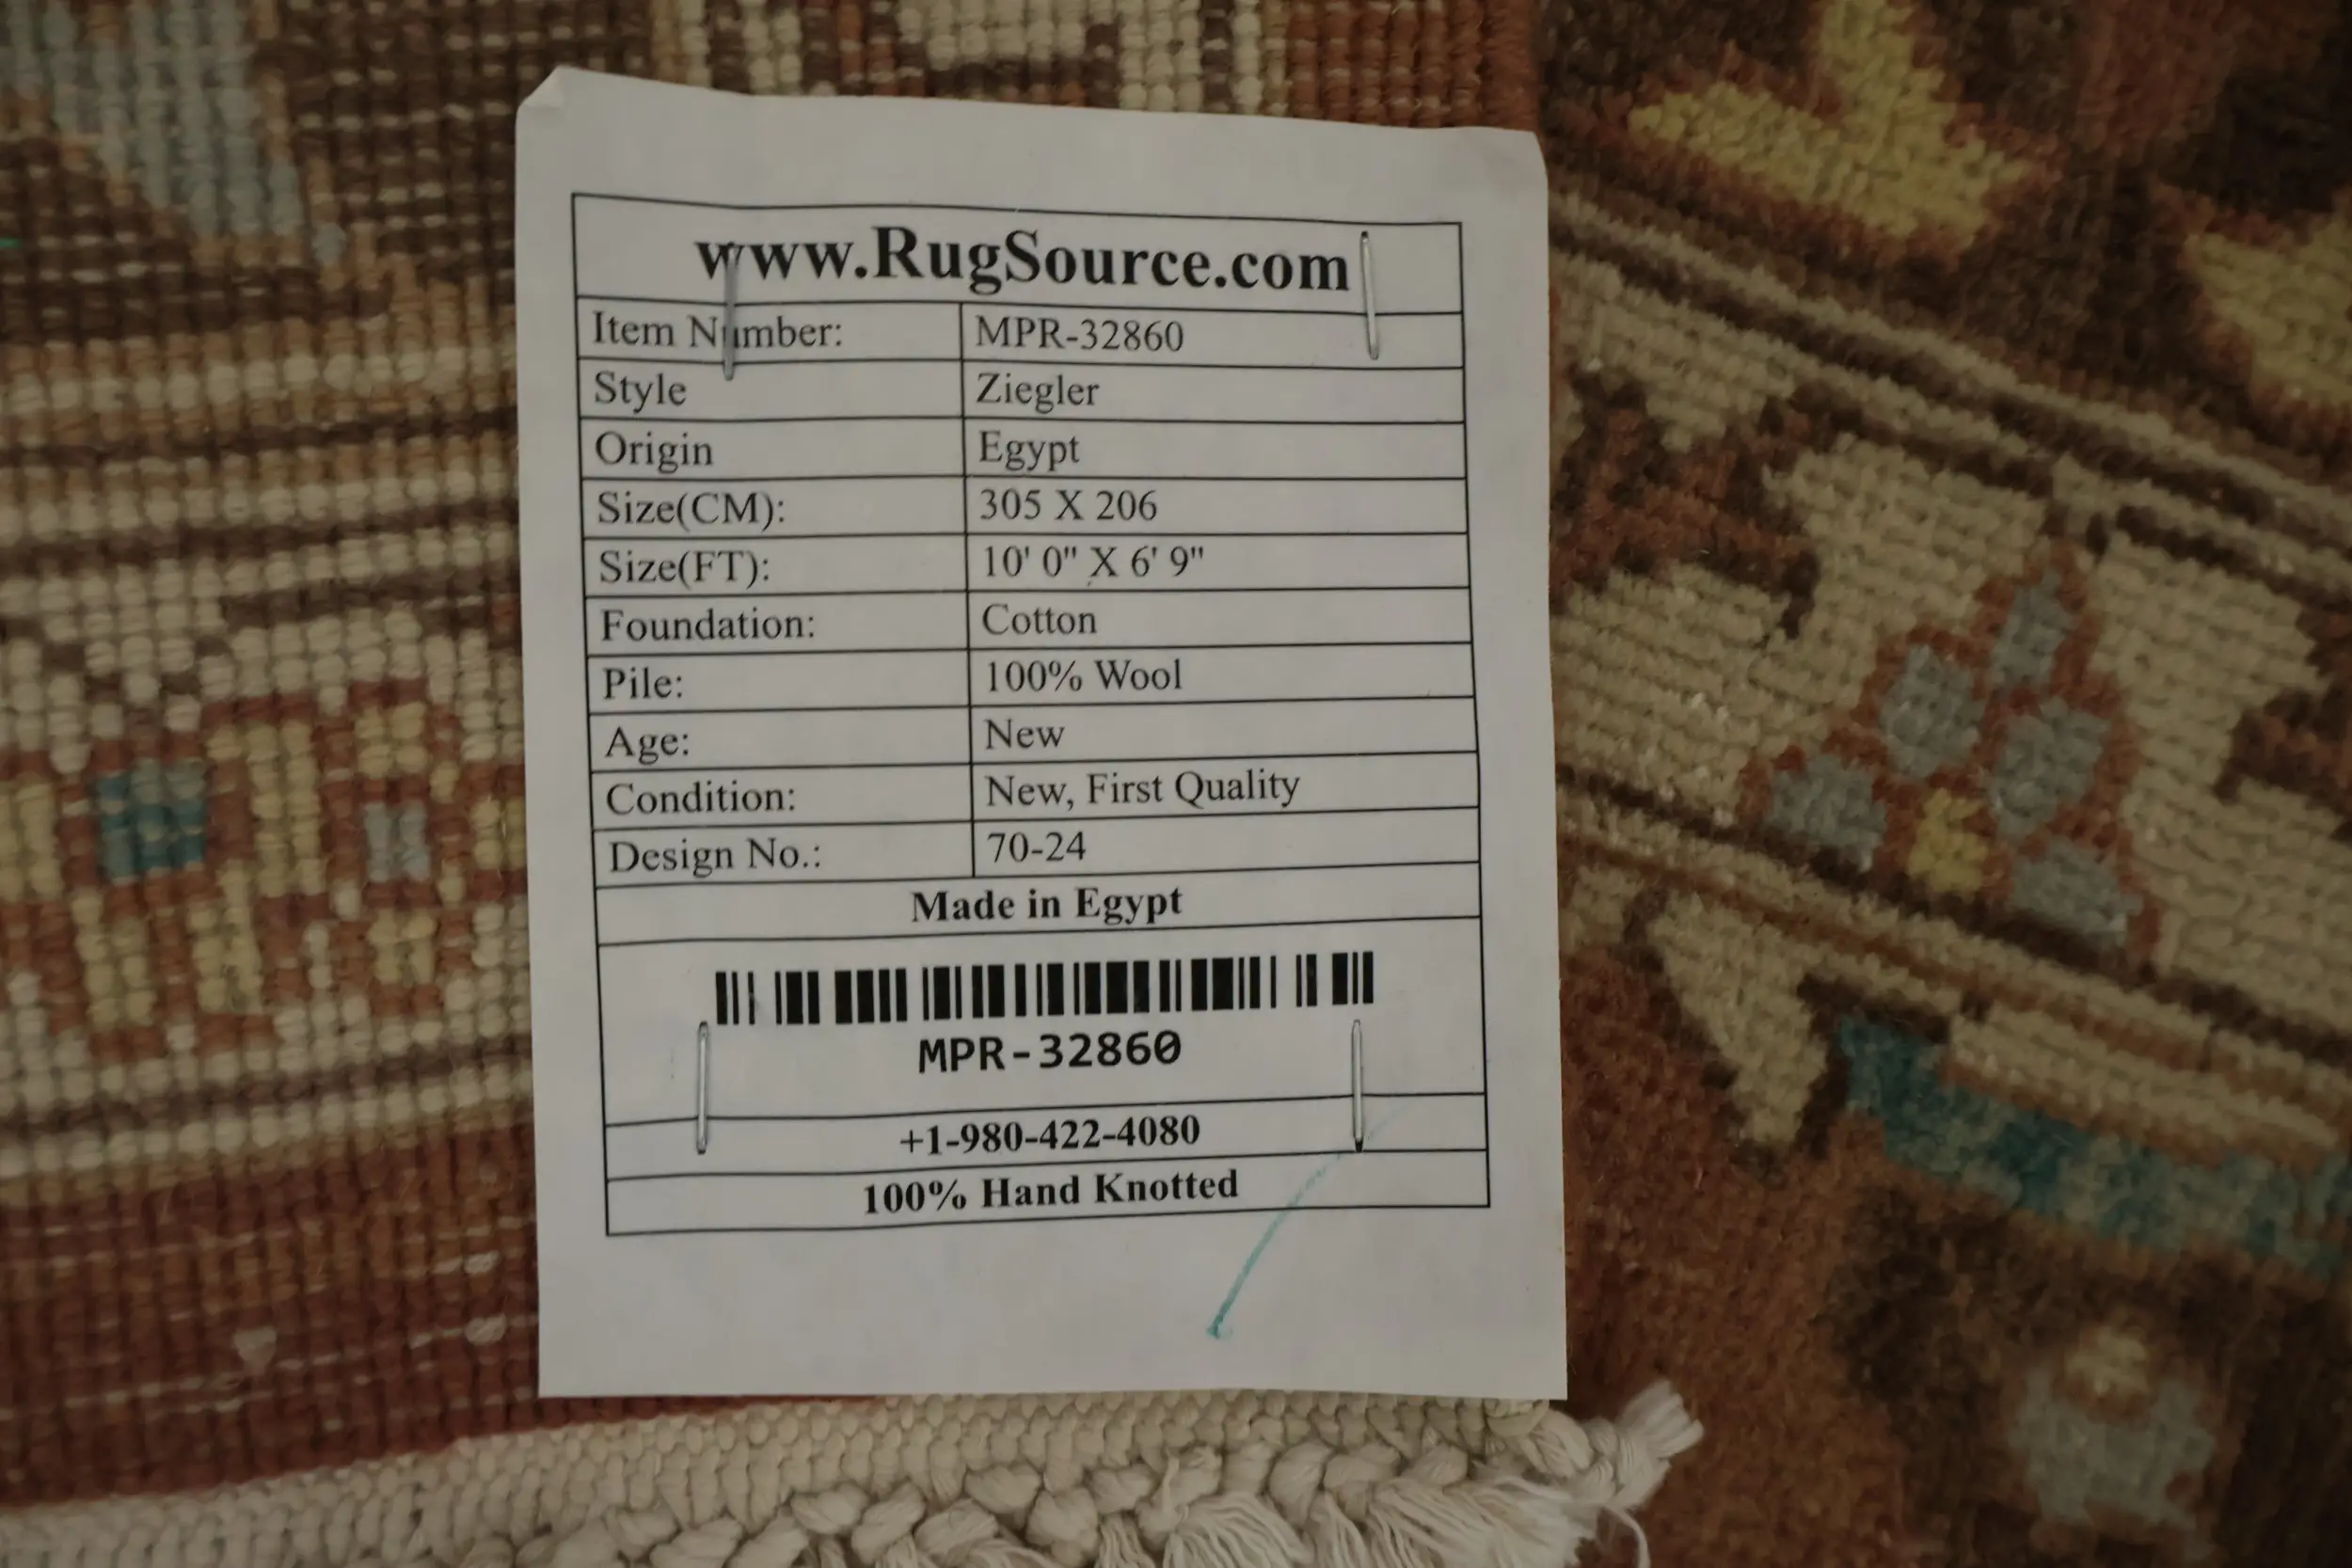 www.RugSource.com
Item Number: MPR-32860
Style Ziegler
Origin Egypt
Size(CM): 305 X 206
Size(FT): 10' 0" X 6' 9"
Foundation: Cotton
Pile: 100% Wool
Age: New
Condition: New, First Quality
Design No.: 70-24
Made in Egypt
MPR-32860
+1-980-422-4080
100% Hand Knotted